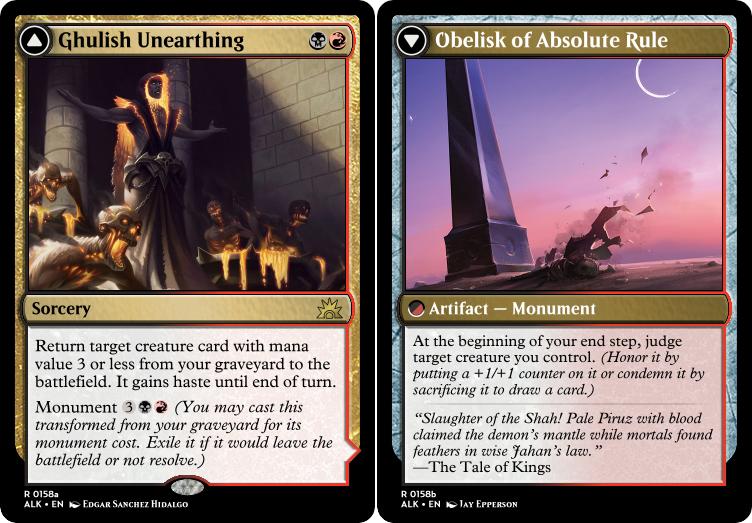 Ghulish Unearthing
Sorcery
Return target creature card with mana
value 3 or less from your graveyard to the
battlefield. It gains haste until end of turn.
Monument 3 (You may cast this
transformed from your graveyard for its
monument cost. Exile it if it would leave the
battlefield or not resolve.)
R 0158a
ALK • EN Edgar Sanchez Hidalgo
Obelisk of Absolute Rule
Artifact — Monument
At the beginning of your end step, judge
target creature you control. (Honor it by
putting a +1/+1 counter on it or condemn it by
sacrificing it to draw a card.)
“Slaughter of the Shah! Pale Piruz with blood
claimed the demon's mantle while mortals found
feathers in wise Jahan's law.”
—The Tale of Kings
R 0158b
ALK • EN Jay Epperson